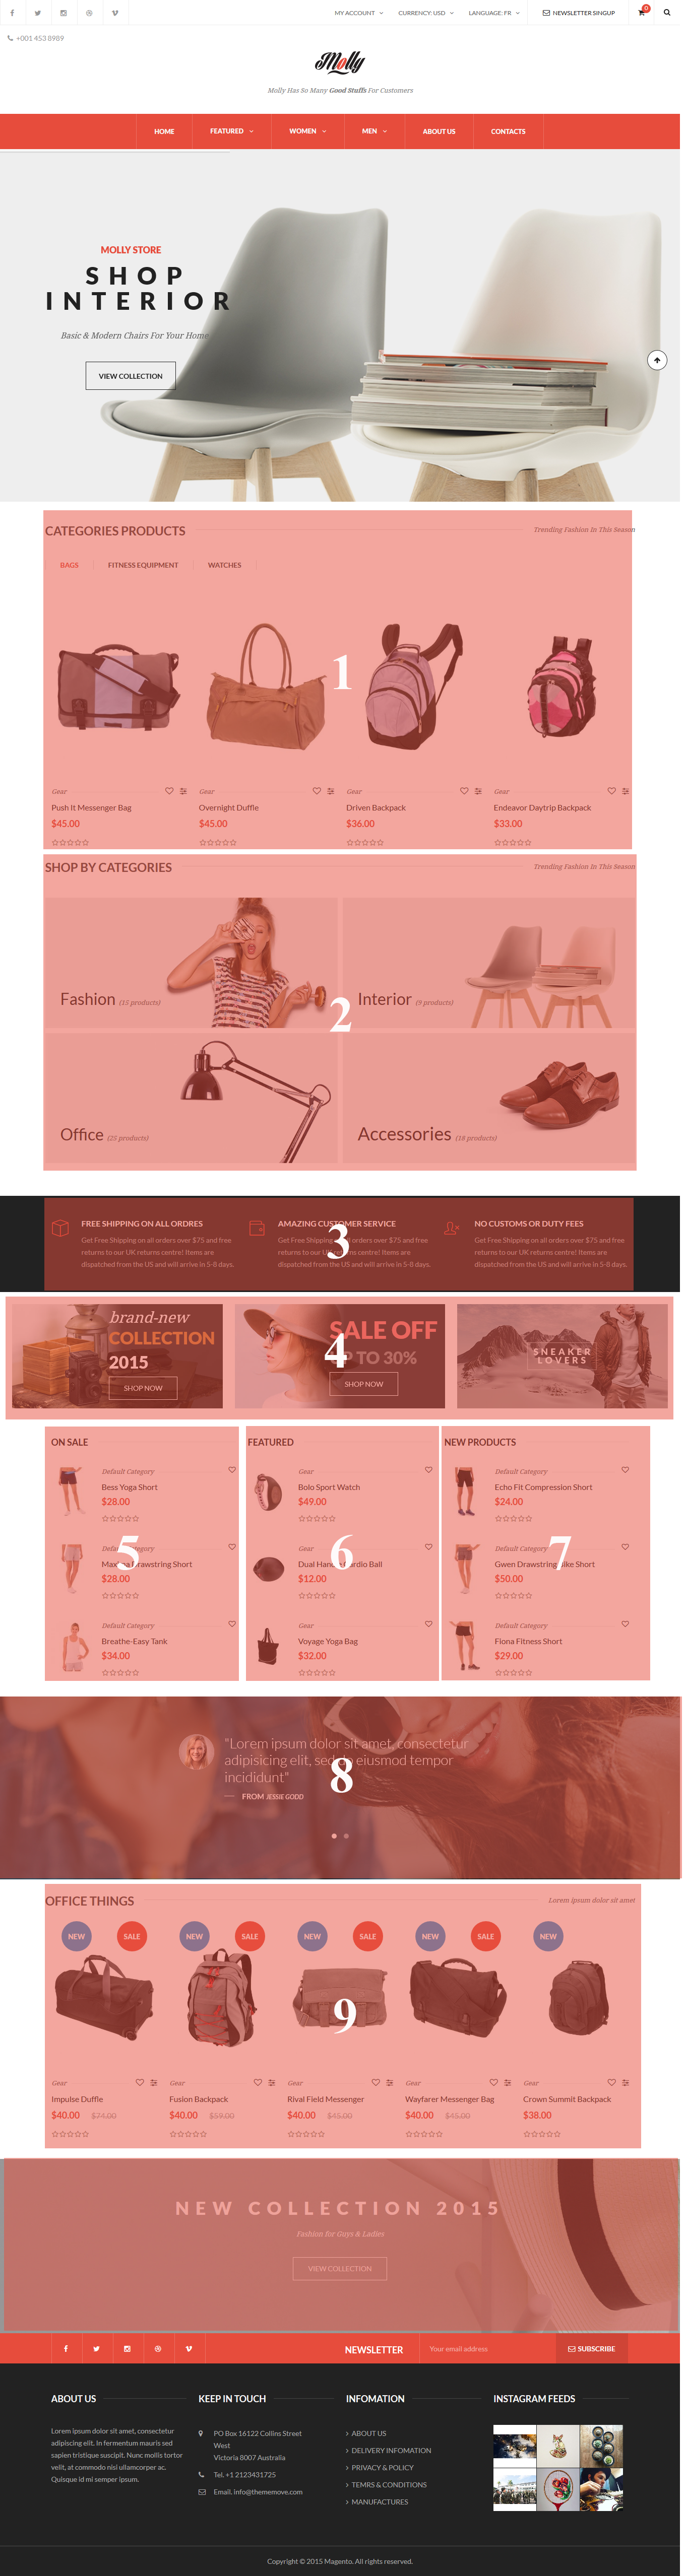 MY ACCOUNT CURRENCY: USD LANGUAGE: FR NEWSLETTER SINGUP 0
+001 453 8989
Molly
Molly Has So Many Good Stuffs For Customers
HOME FEATURED WOMEN MEN ABOUT US CONTACTS
MOLLY STORE
SHOP
INTERIOR
Basic & Modern Chairs For Your Home
VIEW COLLECTION
CATEGORIES PRODUCTS Trending Fashion In This Season
BAGS FITNESS EQUIPMENT WATCHES
1
Gear Gear Gear Gear
Push It Messenger Bag Overnight Duffle Driven Backpack Endeavor Daytrip Backpack
$45.00 $45.00 $36.00 $33.00
SHOP BY CATEGORIES Trending Fashion In This Season
Fashion (15 products) Interior (9 products)
2
Office (25 products) Accessories (18 products)
FREE SHIPPING ON ALL ORDRES AMAZING CUSTOMER SERVICE NO CUSTOMS OR DUTY FEES
3
Get Free Shipping on all orders over $75 and free Get Free Shipping on all orders over $75 and free Get Free Shipping on all orders over $75 and free
returns to our UK returns centre! Items are returns to our UK returns centre! Items are returns to our UK returns centre! Items are
dispatched from the US and will arrive in 5-8 days. dispatched from the US and will arrive in 5-8 days. dispatched from the US and will arrive in 5-8 days.
brand-new
COLLECTION
2015
SHOP NOW
SALE OFF
4
UP TO 30%
SHOP NOW
SNEAKER
LOVERS
ON SALE
Default Category
Bess Yoga Short
$28.00
5
Default Category
Maxima Drawstring Short
$28.00
Default Category
Breathe-Easy Tank
$34.00
FEATURED
Gear
Bolo Sport Watch
$49.00
6
Gear
Dual Handle Cardio Ball
$12.00
Gear
Voyage Yoga Bag
$32.00
NEW PRODUCTS
Default Category
Echo Fit Compression Short
$24.00
7
Default Category
Gwen Drawstring Bike Short
$50.00
Default Category
Fiona Fitness Short
$29.00
"Lorem ipsum dolor sit amet, consectetur
adipisicing elit, sed do eiusmod tempor
incididunt"
8
FROM JESSIE GODD
OFFICE THINGS Lorem ipsum dolor sit amet
NEW SALE NEW SALE NEW SALE NEW SALE NEW
9
Gear Gear Gear Gear Gear
Impulse Duffle Fusion Backpack Rival Field Messenger Wayfarer Messenger Bag Crown Summit Backpack
$40.00 $74.00 $40.00 $59.00 $40.00 $45.00 $40.00 $45.00 $38.00
NEW COLLECTION 2015
Fashion for Guys & Ladies
VIEW COLLECTION
NEWSLETTER Your email address SUBSCRIBE
ABOUT US
Lorem ipsum dolor sit amet, consectetur
adipiscing elit. In fermentum mauris sed
sapien tristique suscipit. Nunc mollis tortor
velit, at commodo nisi ullamcorper ac.
Quisque id mi semper ipsum.
KEEP IN TOUCH
PO Box 16122 Collins Street
West
Victoria 8007 Australia
Tel. +1 2123431725
Email. info@thememove.com
INFOMATION
ABOUT US
DELIVERY INFOMATION
PRIVACY & POLICY
TEMRS & CONDITIONS
MANUFACTURES
INSTAGRAM FEEDS
Copyright © 2015 Magento. All rights reserved.